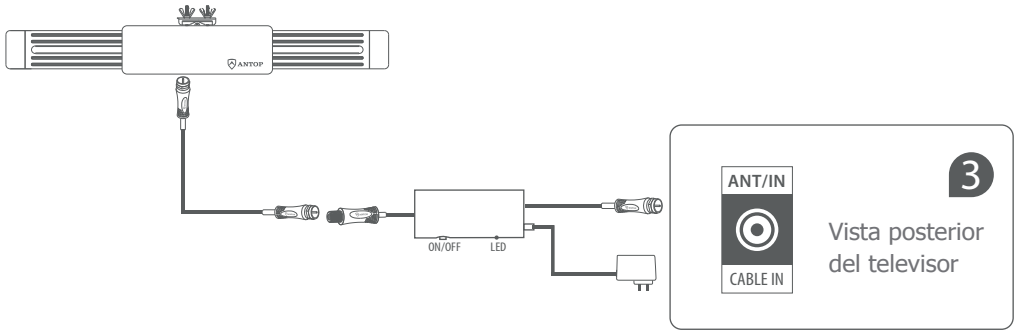 ANTOP
ON/OFF
LED
ANT/IN
CABLE IN
3
Vista posterior
del televisor